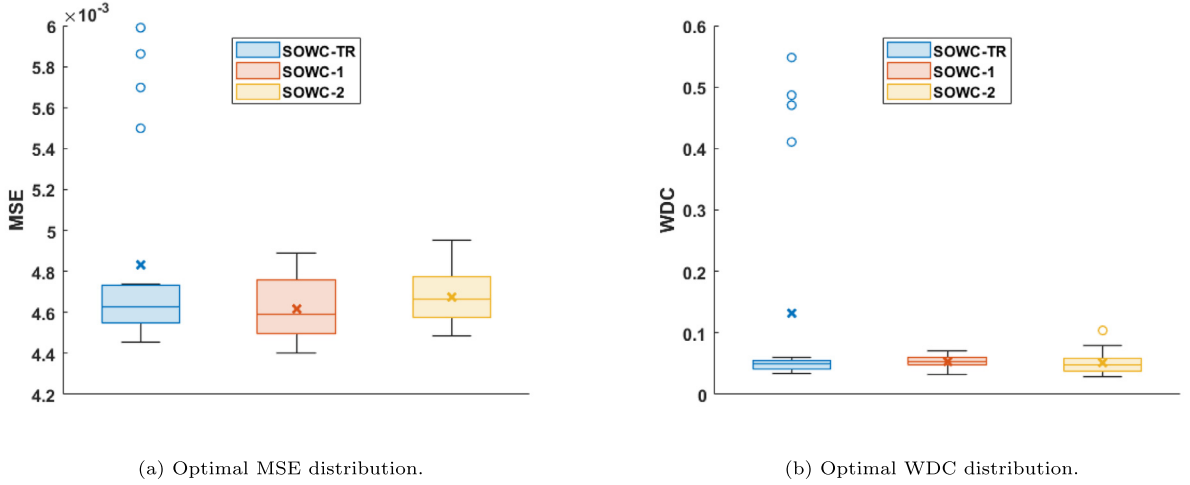 ×10⁻³
6
5.8
5.6
5.4
5.2
5
4.8
4.6
4.4
4.2
MSE
SOWC-TR
SOWC-1
SOWC-2
(a) Optimal MSE distribution.
0.6
0.5
0.4
0.3
0.2
0.1
0
WDC
SOWC-TR
SOWC-1
SOWC-2
(b) Optimal WDC distribution.